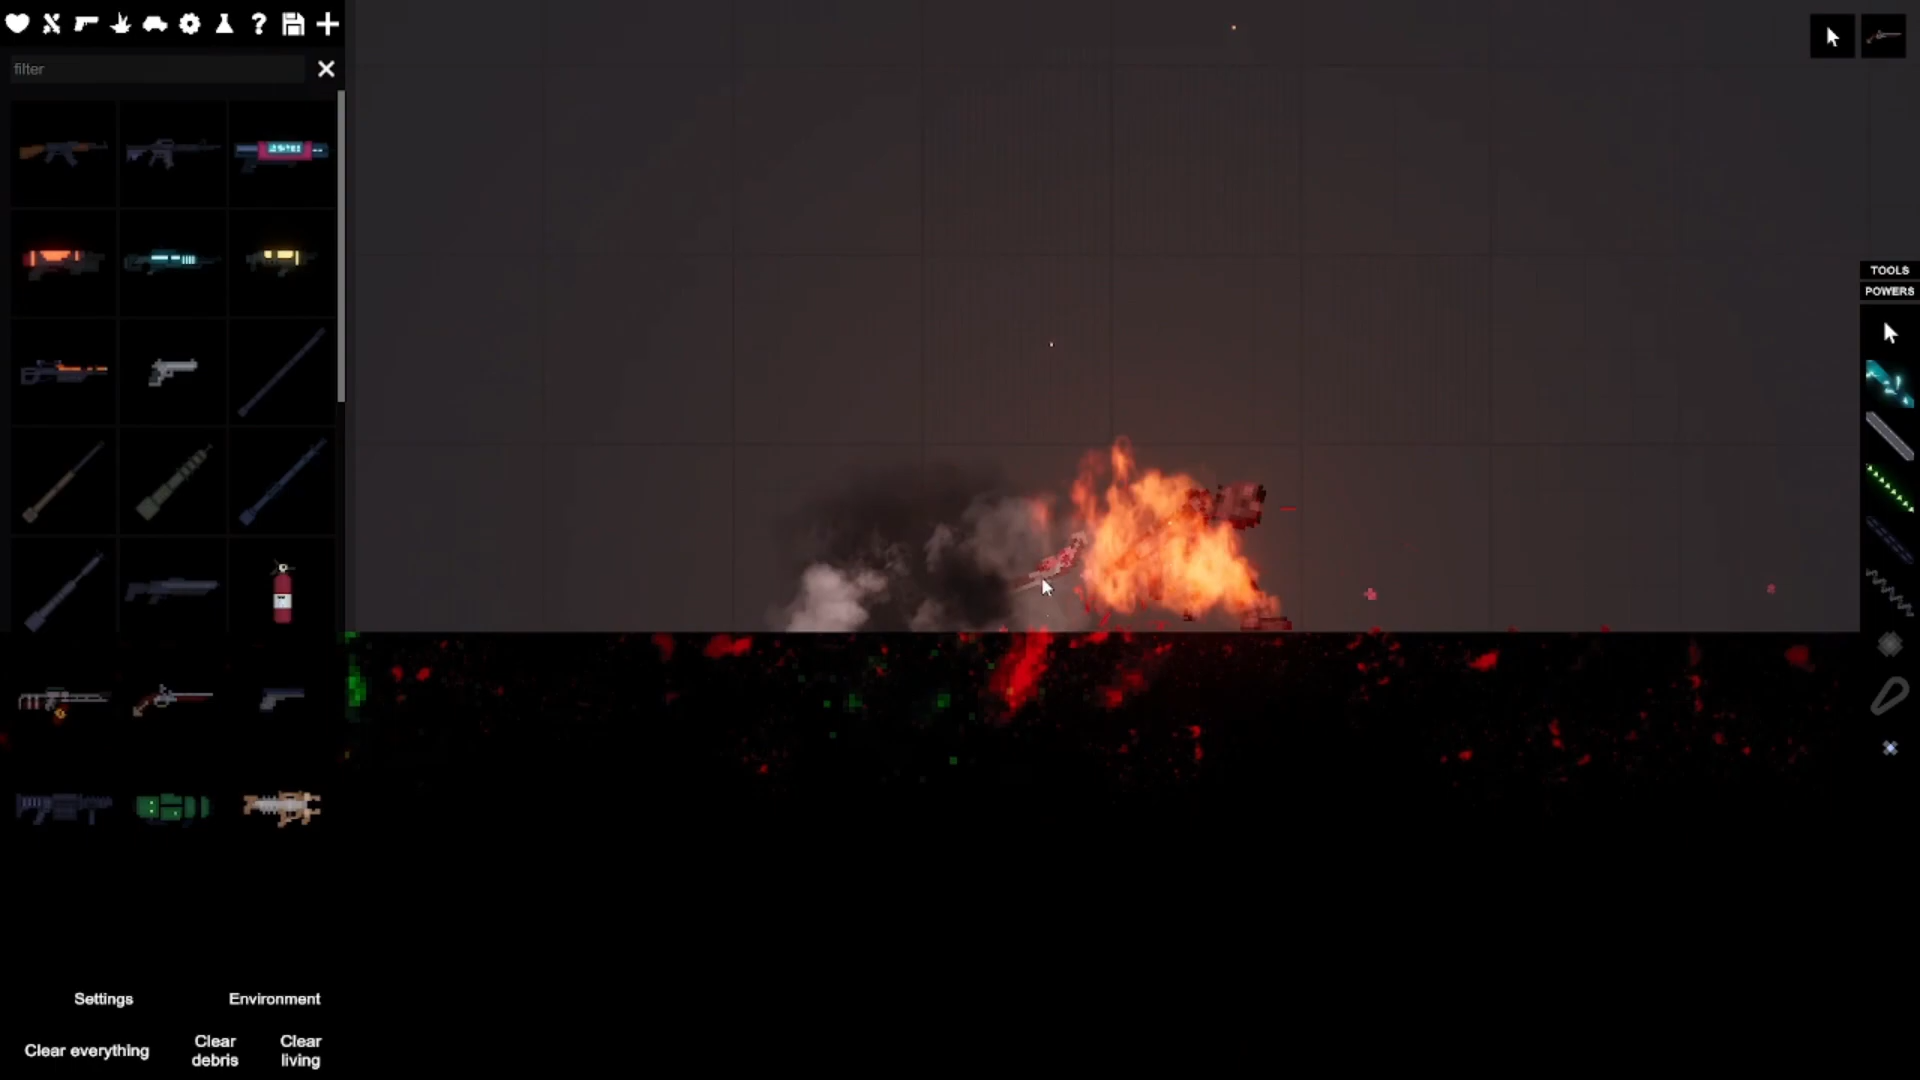 filter
TOOLS
POWERS
Settings
Environment
Clear everything
Clear
debris
Clear
living